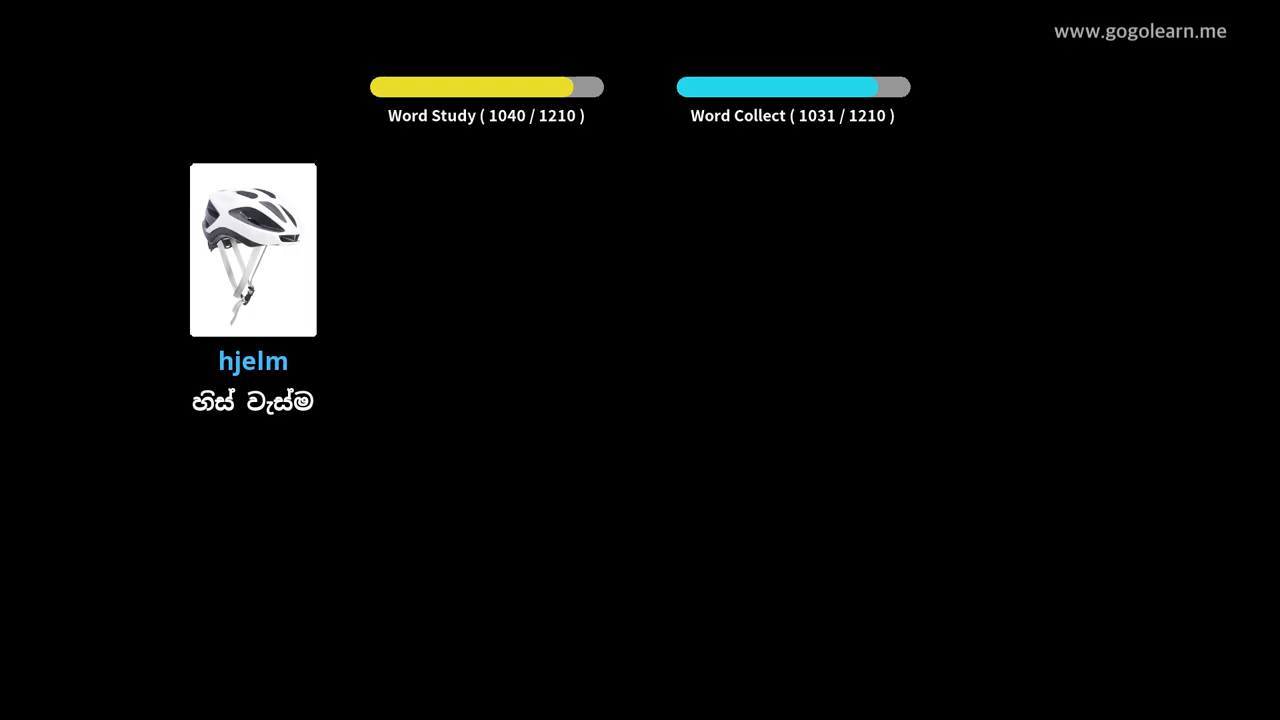 www.gogolearn.me
Word Study ( 1040 / 1210 )
Word Collect ( 1031 / 1210 )
hjelm
හිස් වැස්ම